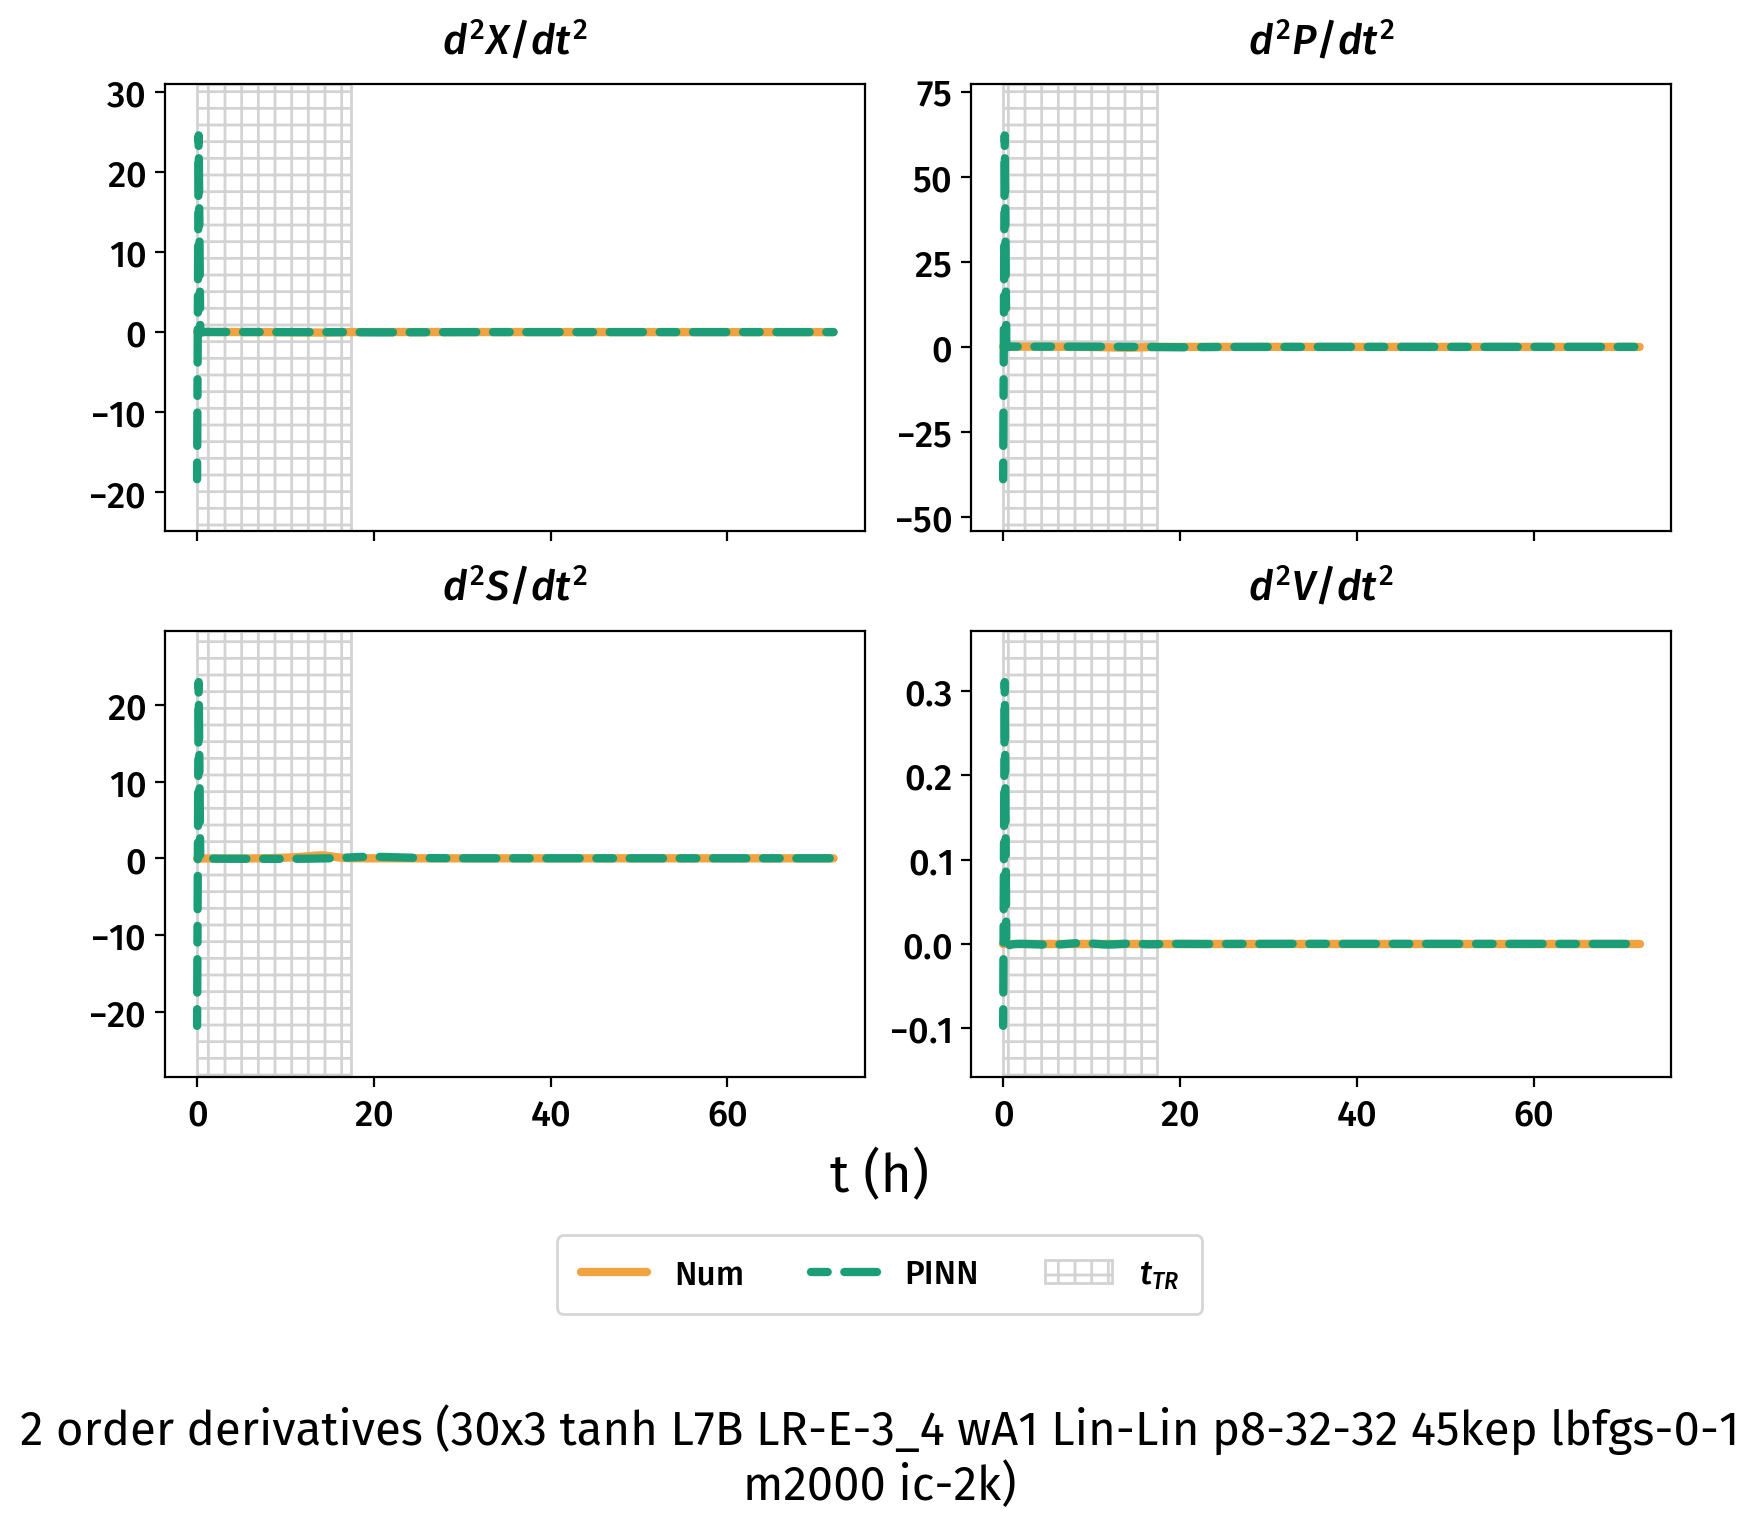 d²X/dt²
d²P/dt²
30
20
10
0
−10
−20
75
50
25
0
−25
−50
d²S/dt²
d²V/dt²
20
10
0
−10
−20
0.3
0.2
0.1
0.0
−0.1
0 20 40 60
0 20 40 60
t (h)
Num PINN t_TR
2 order derivatives (30x3 tanh L7B LR-E-3_4 wA1 Lin-Lin p8-32-32 45kep lbfgs-0-1
m2000 ic-2k)